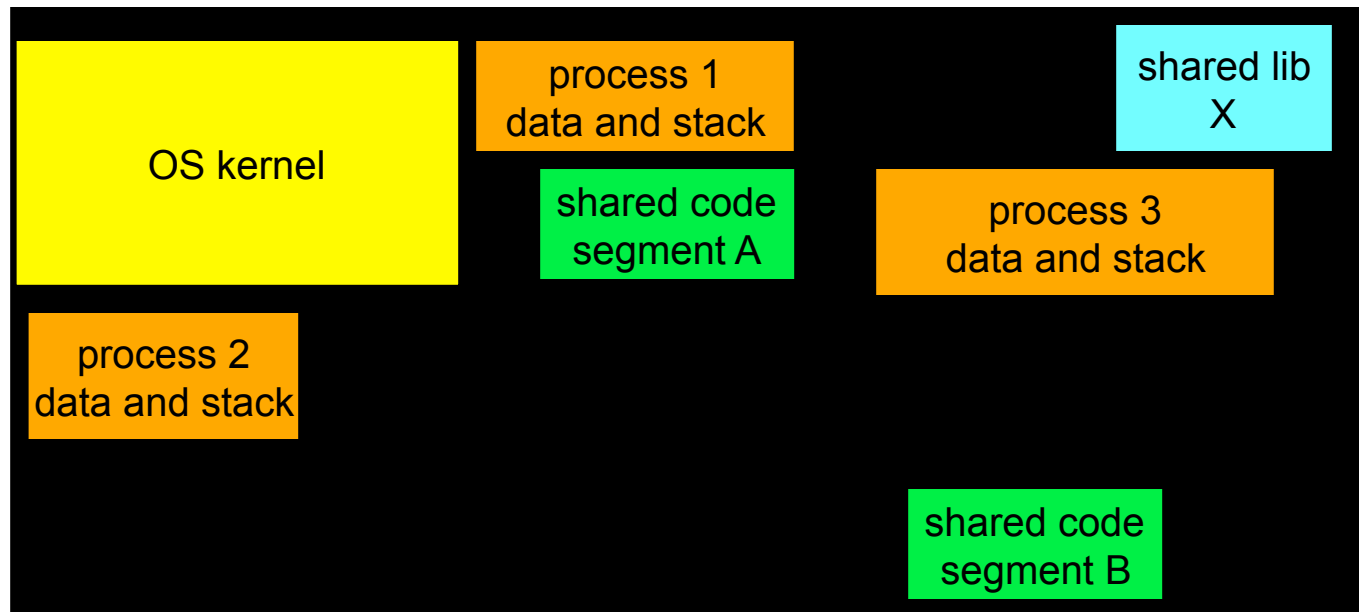 OS kernel
process 1
data and stack
shared lib
X
shared code
segment A
process 3
data and stack
process 2
data and stack
shared code
segment B